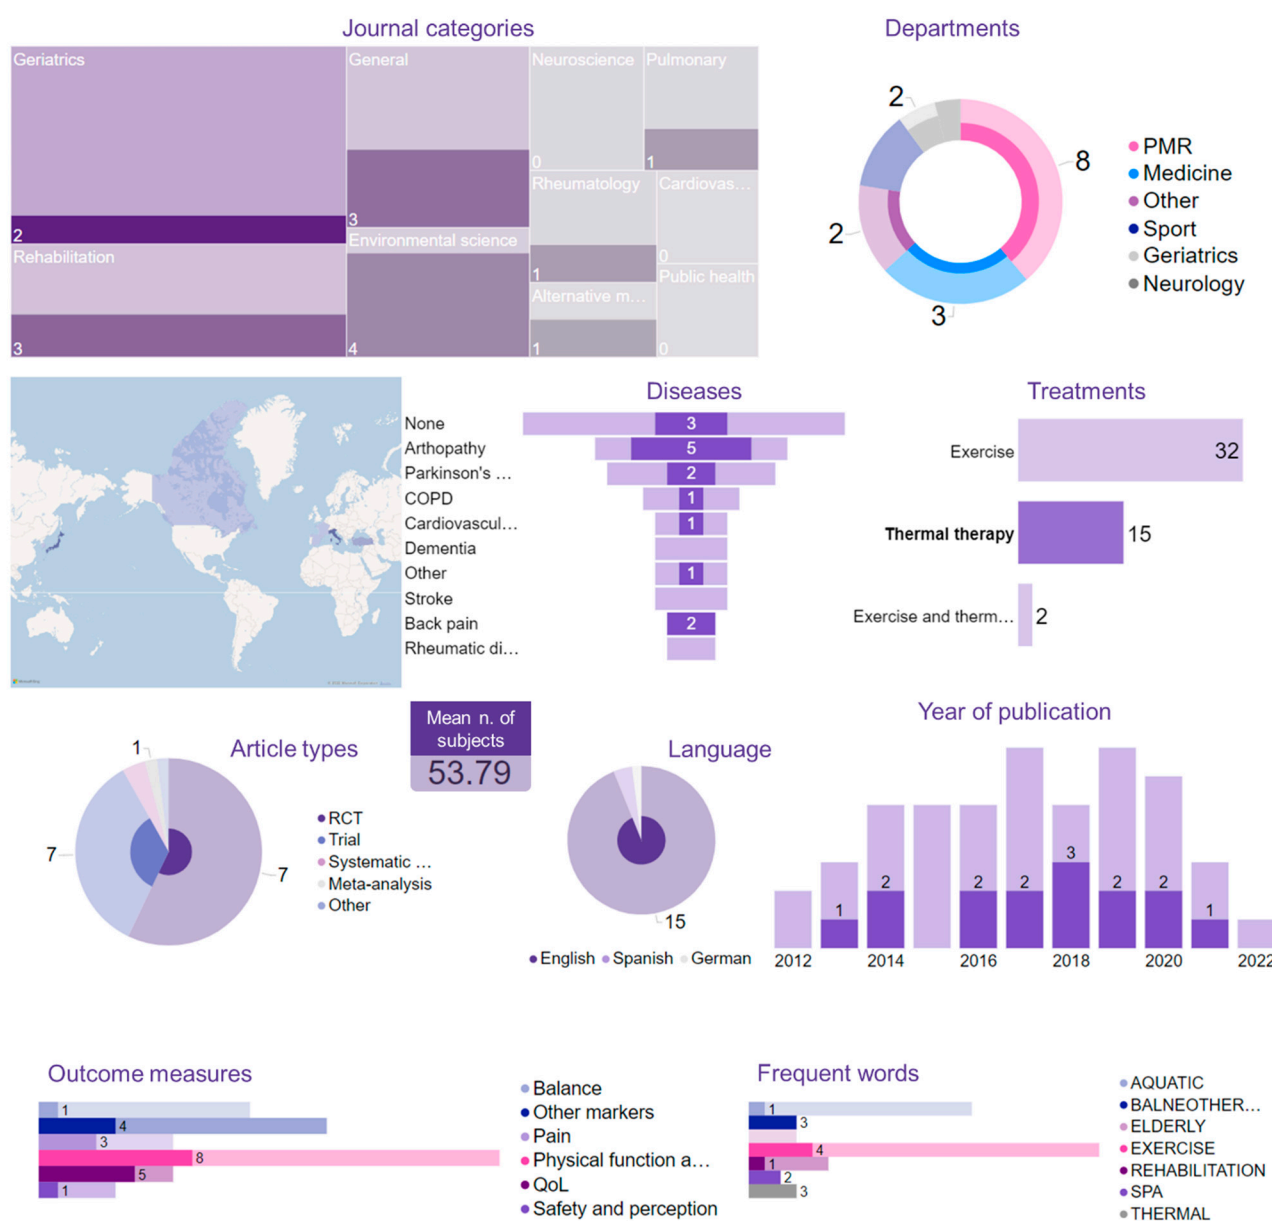 Journal categories
Geriatrics
2
Rehabilitation
3
General
3
Environmental science
4
Neuroscience
0
Pulmonary
1
Rheumatology
1
Cardiovas…
0
Alternative m…
1
Public health
0
Departments
2
8
2
3
PMR
Medicine
Other
Sport
Geriatrics
Neurology
Diseases
None
3
Arthopathy
5
Parkinson's …
2
COPD
1
Cardiovascul…
1
Dementia
Other
1
Stroke
Back pain
2
Rheumatic di…
Treatments
Exercise
32
Thermal therapy
15
Exercise and therm…
2
Article types
1
7
7
RCT
Trial
Systematic …
Meta-analysis
Other
Mean n. of
subjects
53.79
Language
15
English Spanish German
Year of publication
1 2 2 2 3 2 2 1
2012 2014 2016 2018 2020 2022
Outcome measures
1
4
3
8
5
1
Balance
Other markers
Pain
Physical function a…
QoL
Safety and perception
Frequent words
1
3
4
1
2
3
AQUATIC
BALNEOTHER…
ELDERLY
EXERCISE
REHABILITATION
SPA
THERMAL